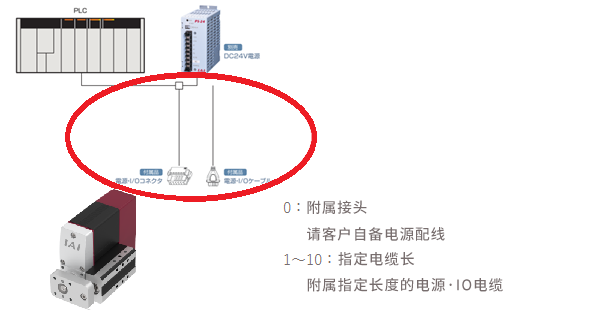 PLC
PS-24
別売
DC24V電源
付属品
電源・I/Oコネクタ
付属品
電源・I/Oケーブル
IAI
0：附属接头
请客户自备电源配线
1～10：指定电缆长
附属指定长度的电源·IO电缆